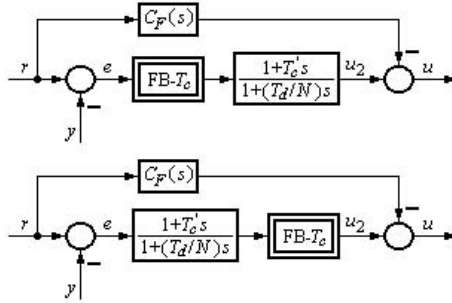 C_F(s)
r e FB-T_c 1+T_c's / 1+(T_d/N)s u_2 u
y
C_F(s)
r e 1+T_c's / 1+(T_d/N)s FB-T_c u_2 u
y